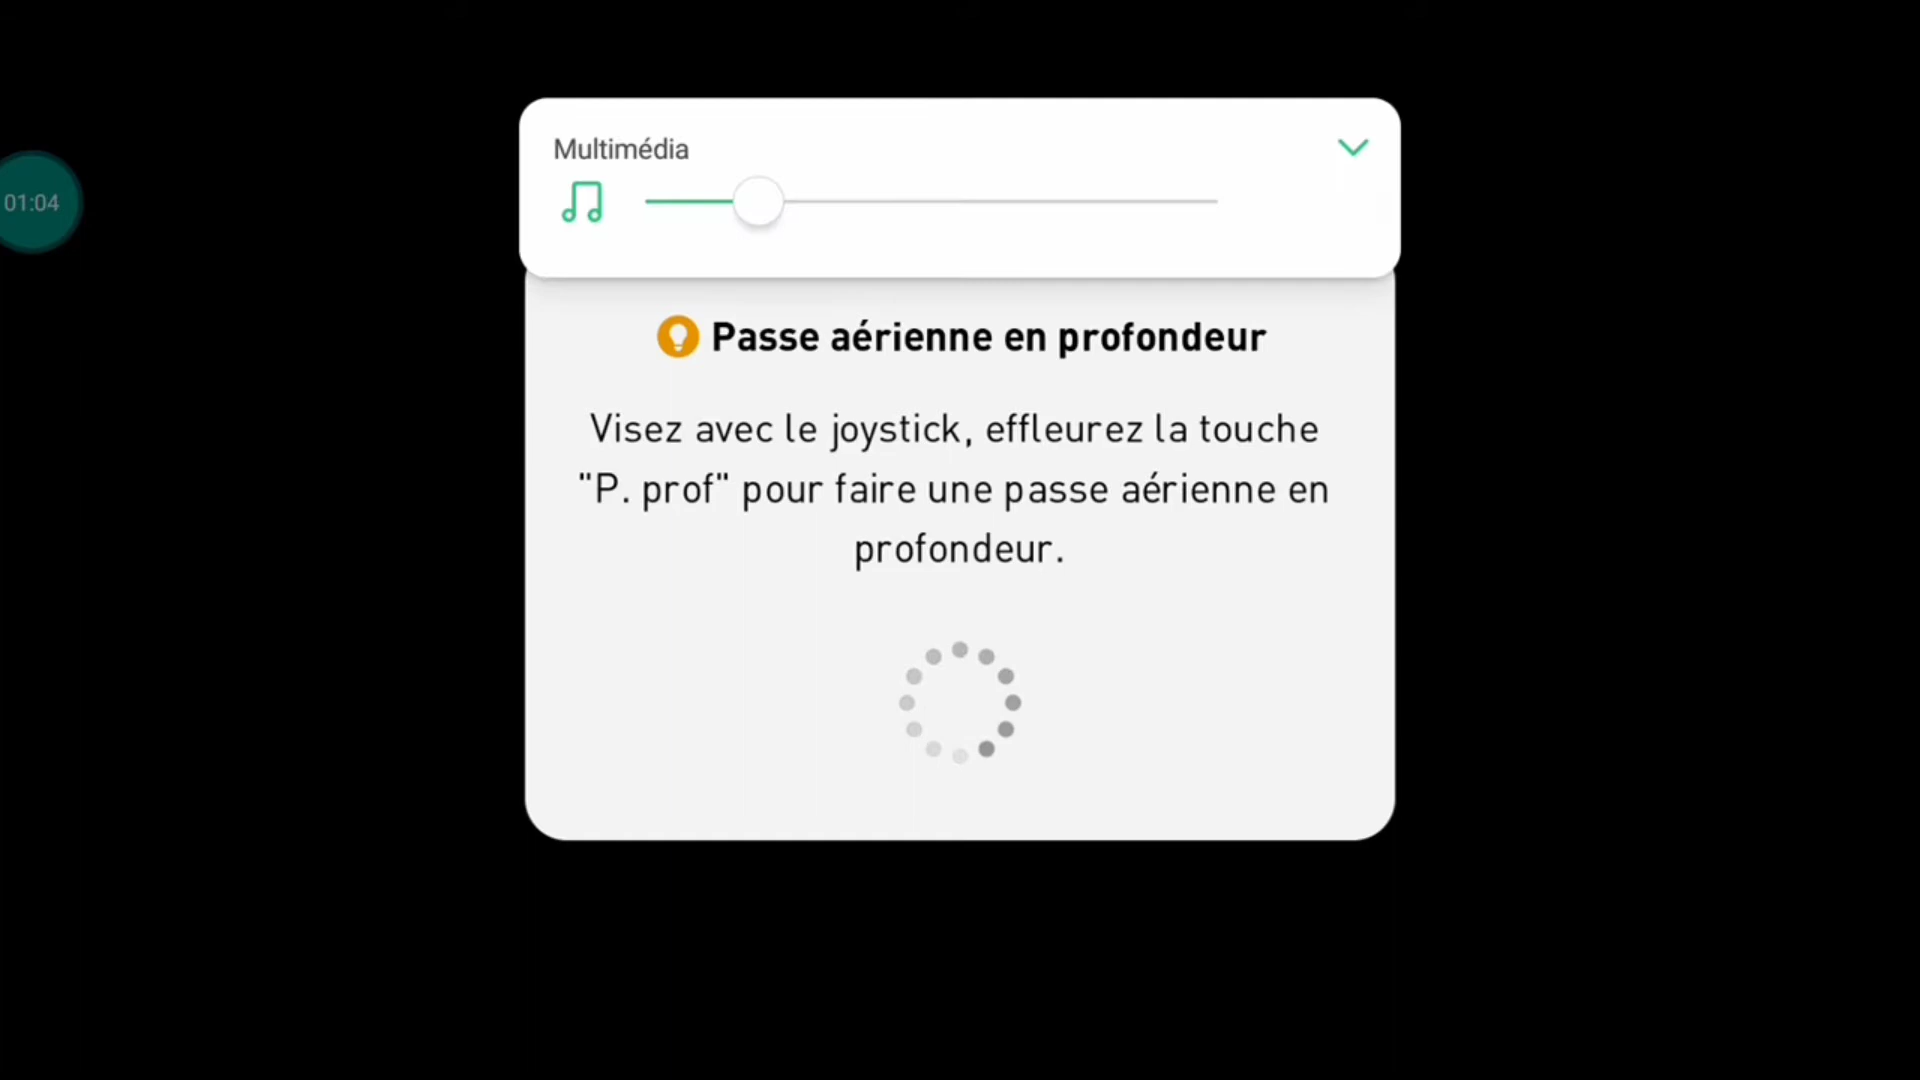 Multimédia
01:04
Passe aérienne en profondeur
Visez avec le joystick, effleurez la touche
"P. prof" pour faire une passe aérienne en
profondeur.